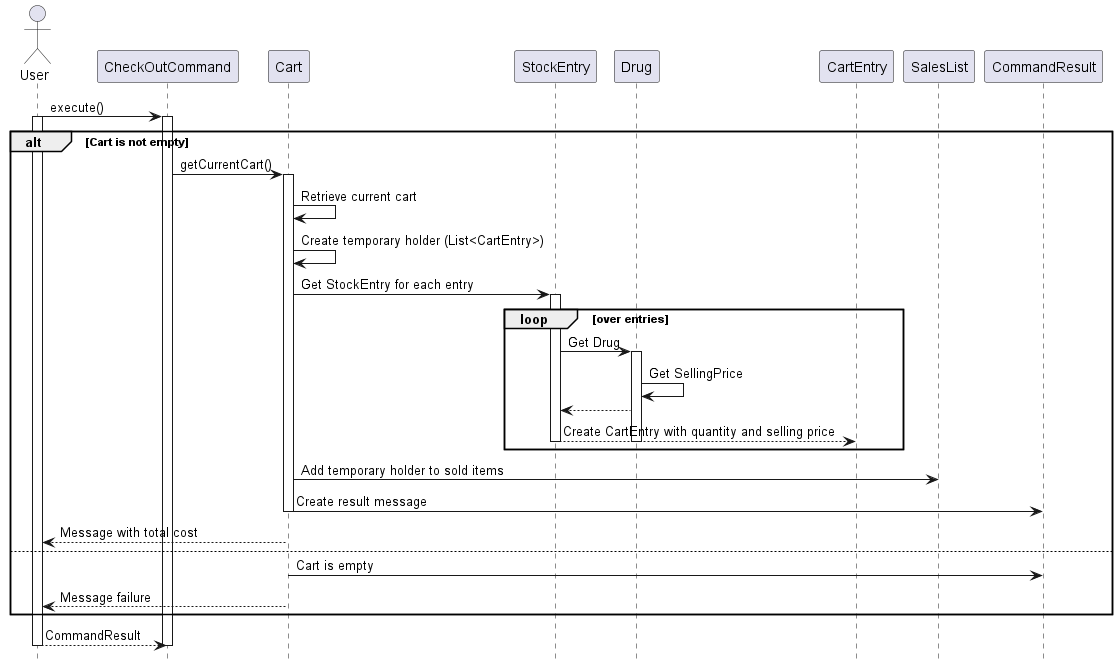 User
CheckOutCommand
Cart
StockEntry
Drug
CartEntry
SalesList
CommandResult
execute()
alt
[Cart is not empty]
getCurrentCart()
Retrieve current cart
Create temporary holder (List<CartEntry>)
Get StockEntry for each entry
loop
[over entries]
Get Drug
Get SellingPrice
Create CartEntry with quantity and selling price
Add temporary holder to sold items
Create result message
Message with total cost
Cart is empty
Message failure
CommandResult